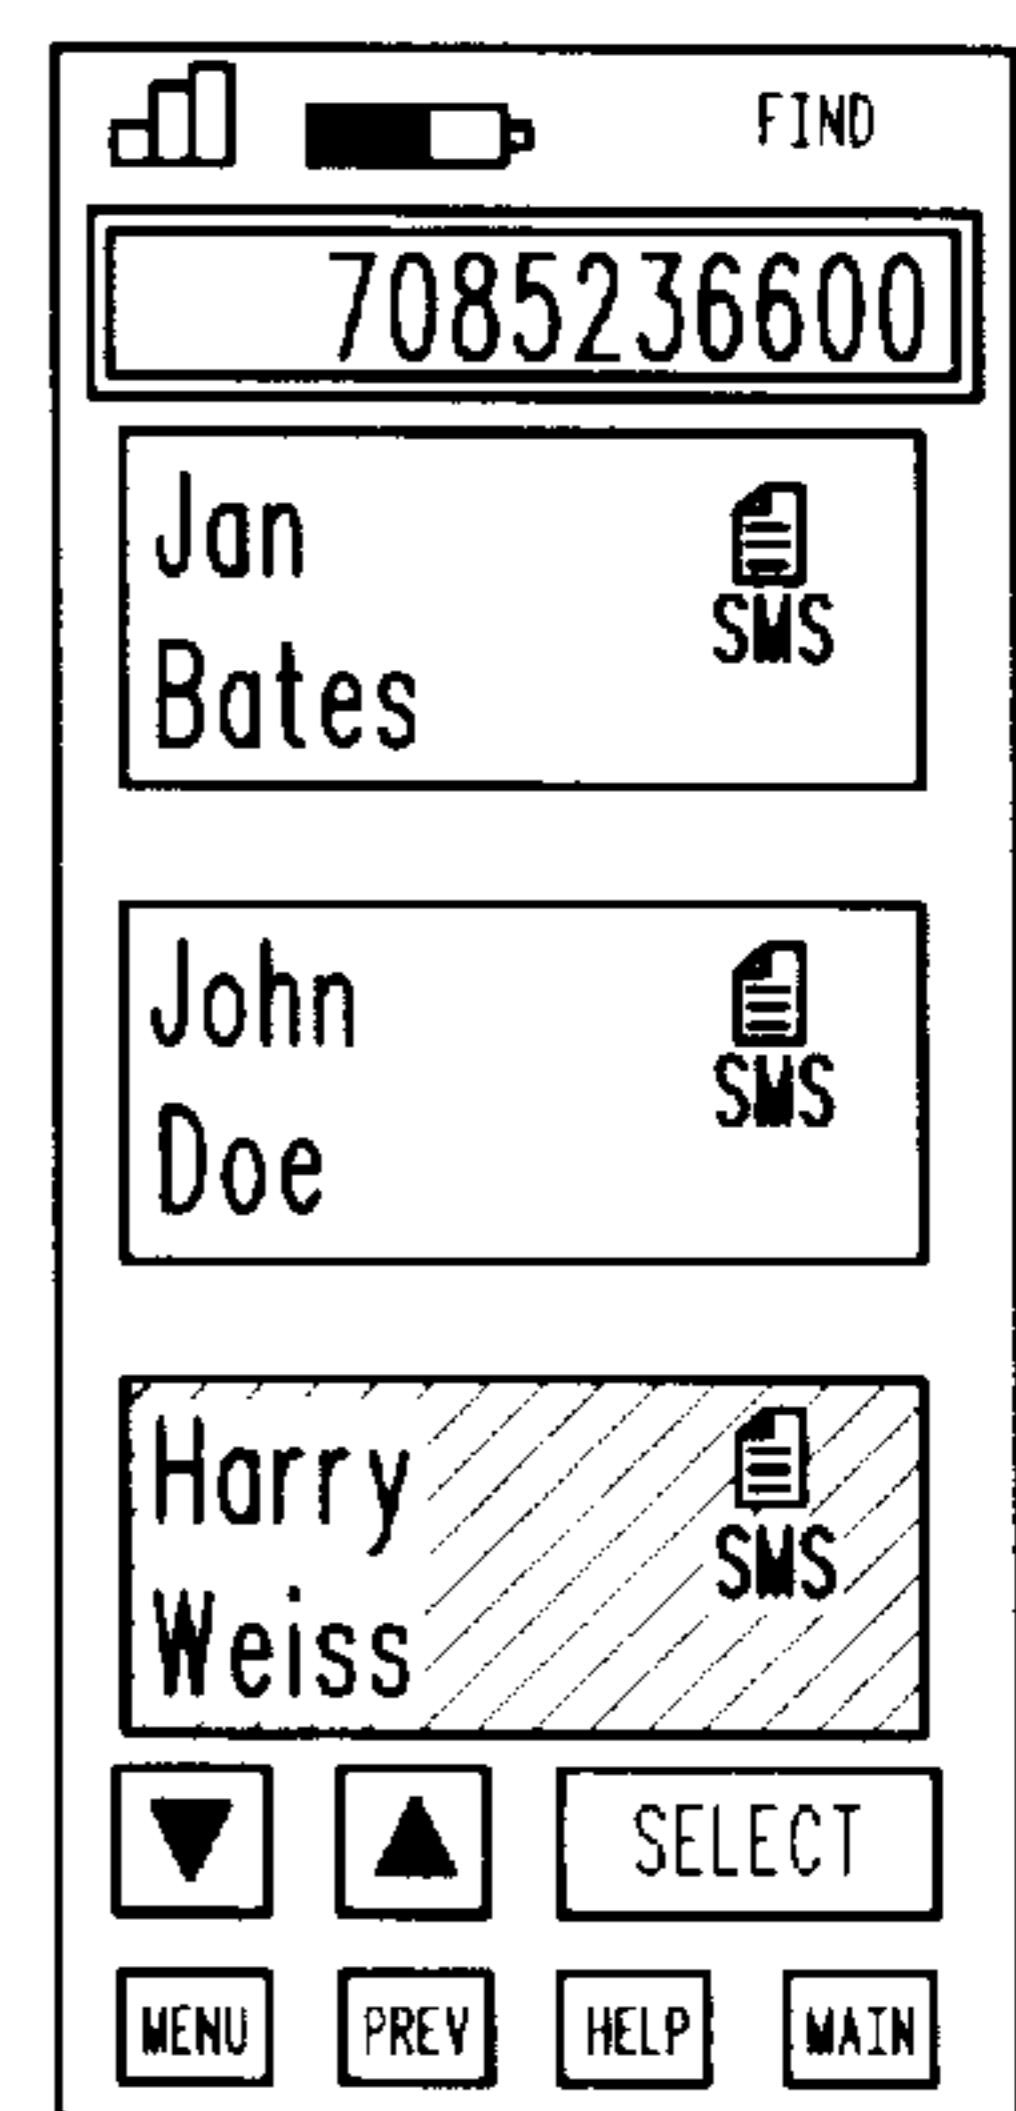 FIND
7085236600
Jan
SMS
Bates
John
SMS
Doe
Harry
SMS
Weiss
SELECT
MENU PREV HELP MAIN